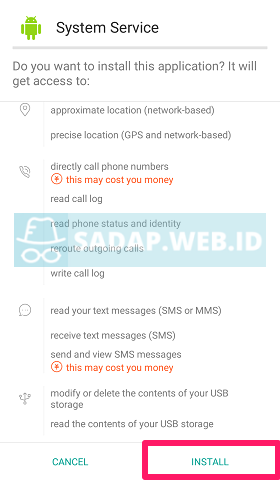 System Service
Do you want to install this application? It will
get access to:
approximate location (network-based)
precise location (GPS and network-based)
directly call phone numbers
this may cost you money
read call log
read phone status and identity
SADAP.WEB.ID
reroute outgoing calls
write call log
read your text messages (SMS or MMS)
receive text messages (SMS)
send and view SMS messages
this may cost you money
modify or delete the contents of your USB
storage
read the contents of your USB storage
CANCEL
INSTALL